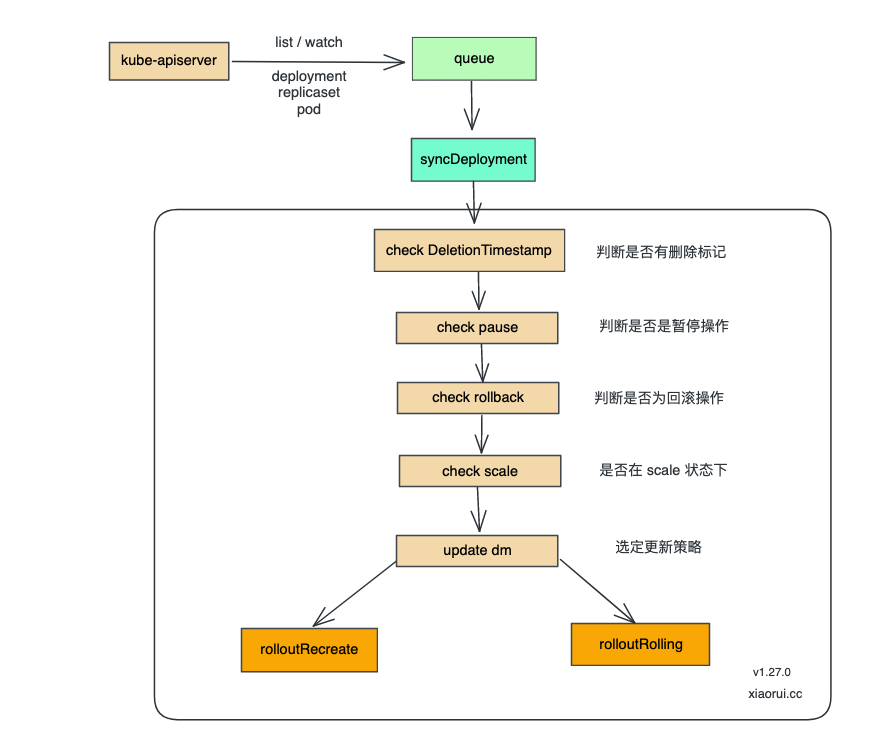 kube-apiserver
list / watch
deployment
replicaset
pod
queue
syncDeployment
check DeletionTimestamp
判断是否有删除标记
check pause
判断是否是暂停操作
check rollback
判断是否为回滚操作
check scale
是否在 scale 状态下
update dm
选定更新策略
rolloutRecreate
rolloutRolling
v1.27.0
xiaorui.cc